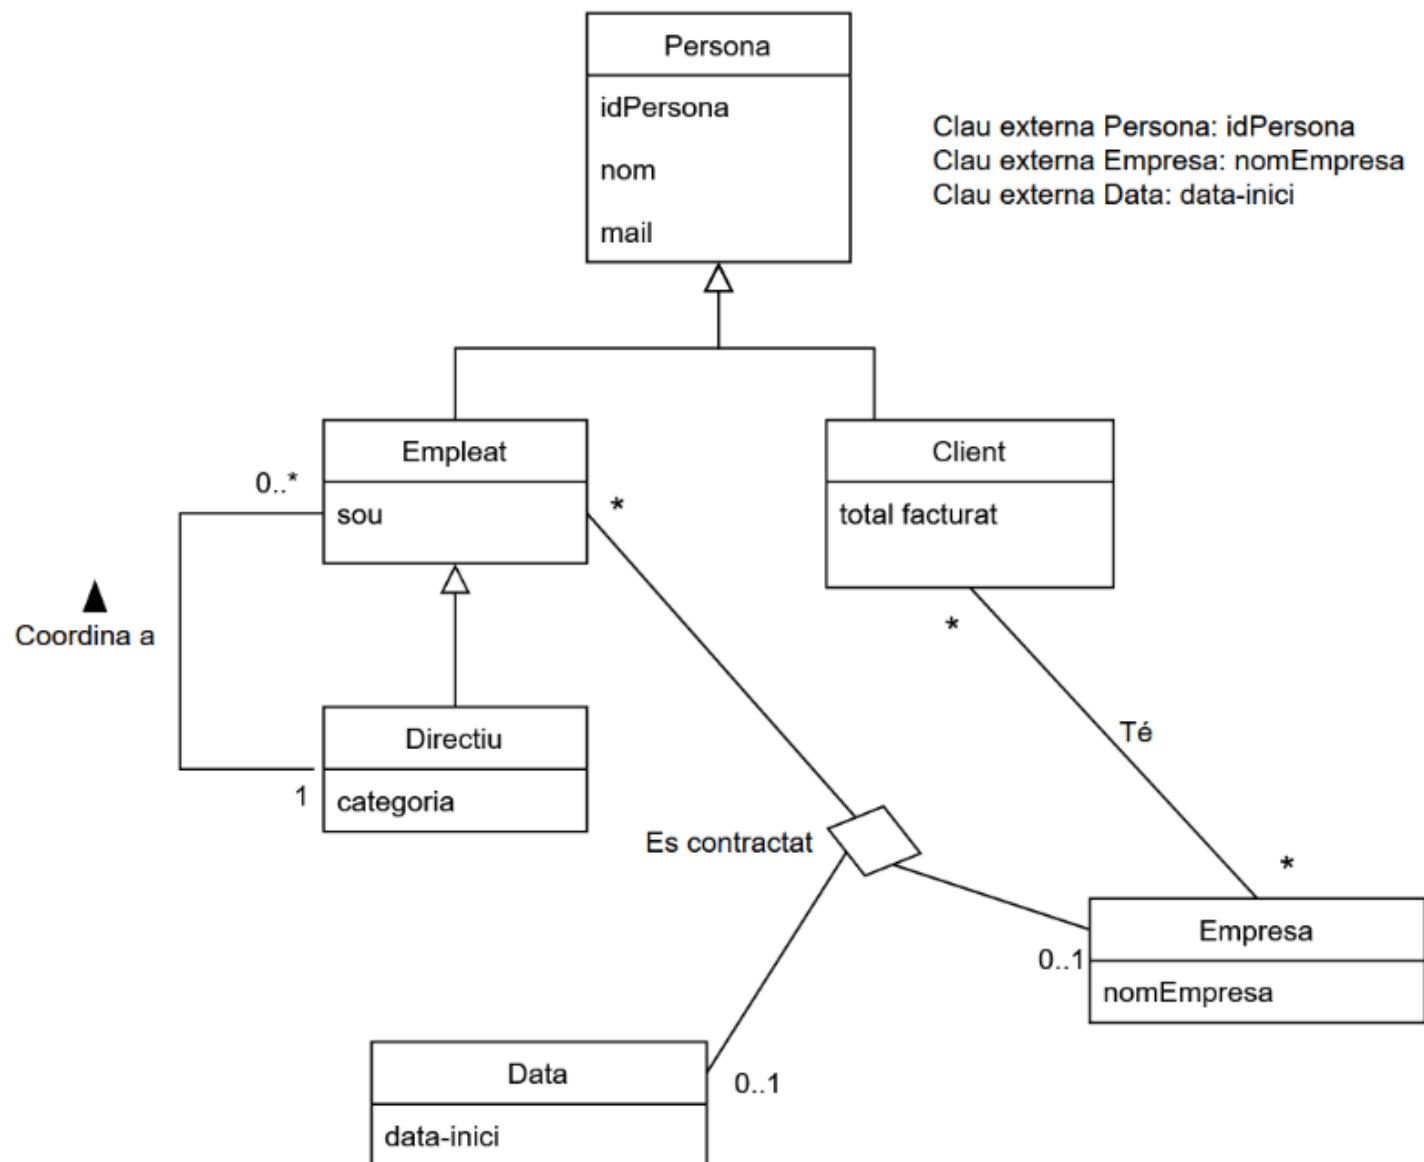 Persona
idPersona
nom
mail
Clau externa Persona: idPersona
Clau externa Empresa: nomEmpresa
Clau externa Data: data-inici
Empleat
sou
Client
total facturat
0..*
*
Coordina a
*
Té
Directiu
categoria
1
Es contractat
*
Empresa
nomEmpresa
0..1
Data
data-inici
0..1